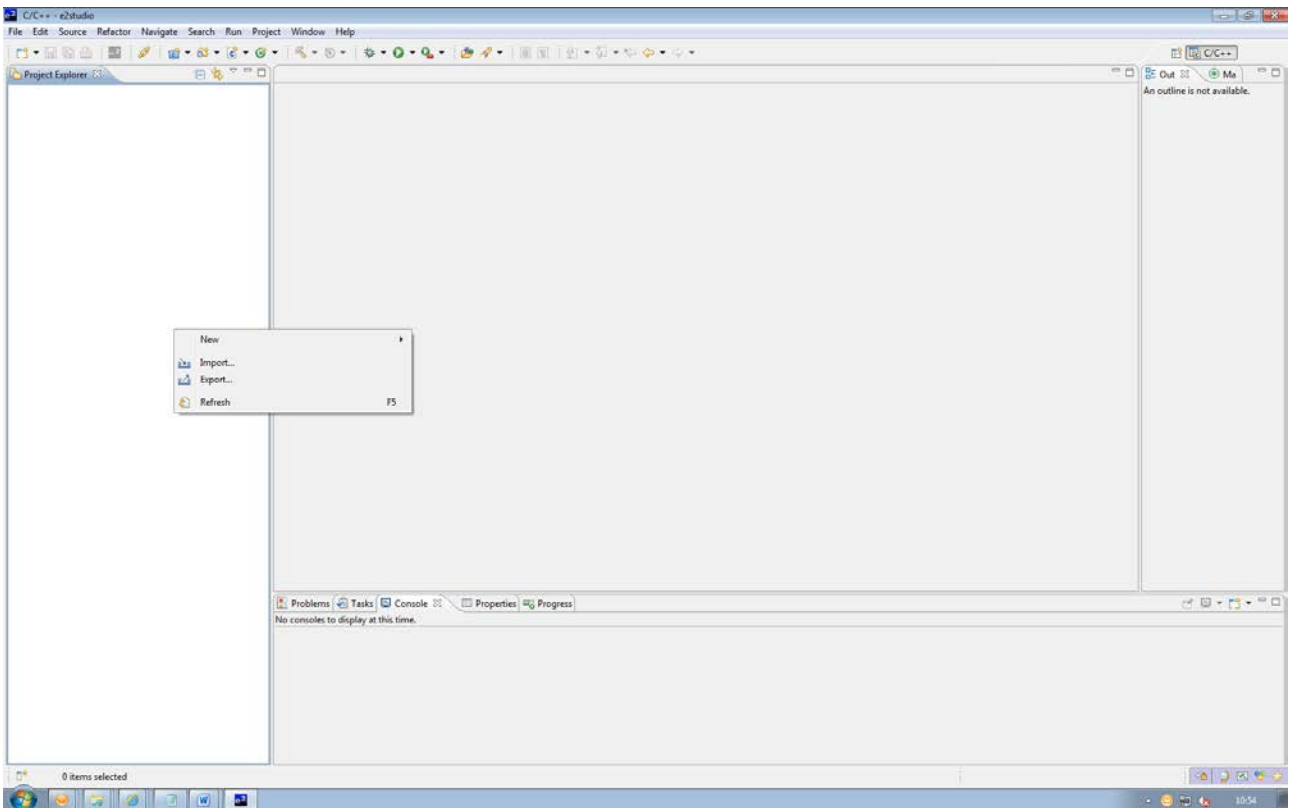 C/C++ - e2studio
File Edit Source Refactor Navigate Search Run Project Window Help
C/C++
Project Explorer
Out Ma
An outline is not available.
New
Import...
Export...
Refresh F5
Problems Tasks Console Properties Progress
No consoles to display at this time.
0 items selected
10:54